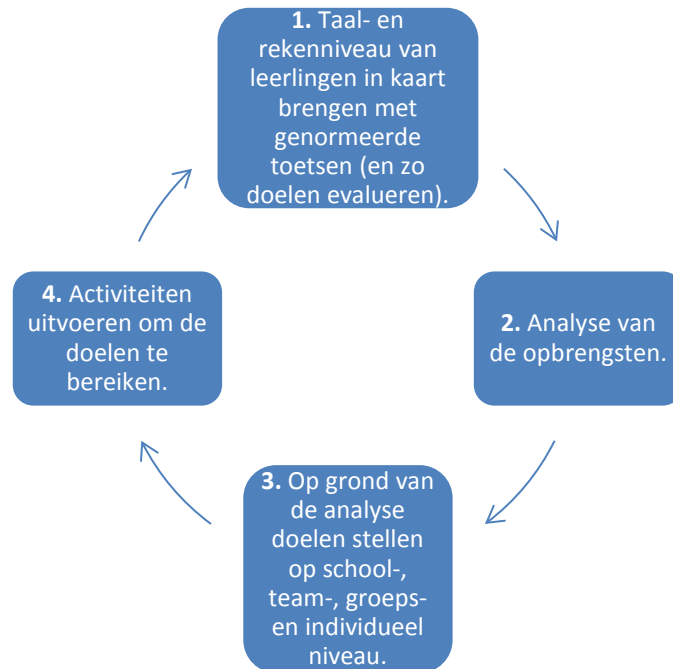 1. Taal- en
rekenniveau van
leerlingen in kaart
brengen met
genormeerde
toetsen (en zo
doelen evalueren).
2. Analyse van
de opbrengsten.
3. Op grond van
de analyse
doelen stellen
op school-,
team-, groeps-
en individueel
niveau.
4. Activiteiten
uitvoeren om de
doelen te
bereiken.